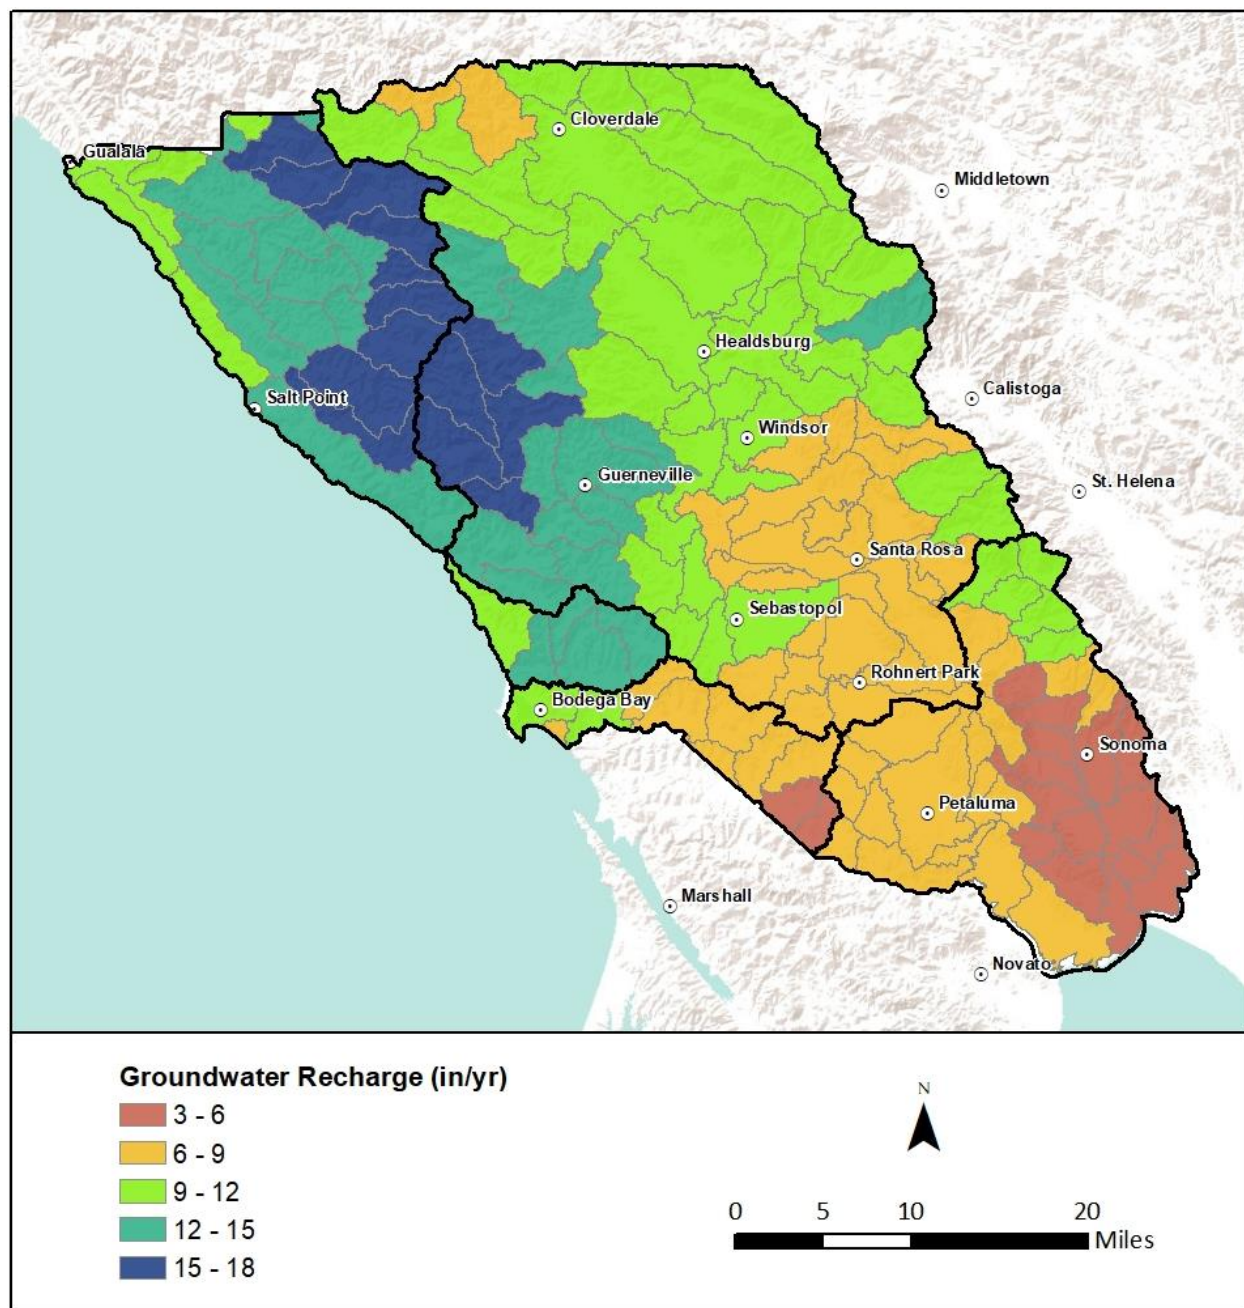 Cloverdale
Gualala
Middletown
Healdsburg
Salt Point
Calistoga
Windsor
Guerneville
St. Helena
Santa Rosa
Sebastopol
Rohnert Park
Bodega Bay
Sonoma
Petaluma
Marshall
Novato
Groundwater Recharge (in/yr)
3 - 6
6 - 9
9 - 12
12 - 15
15 - 18
N
0 5 10 20
Miles